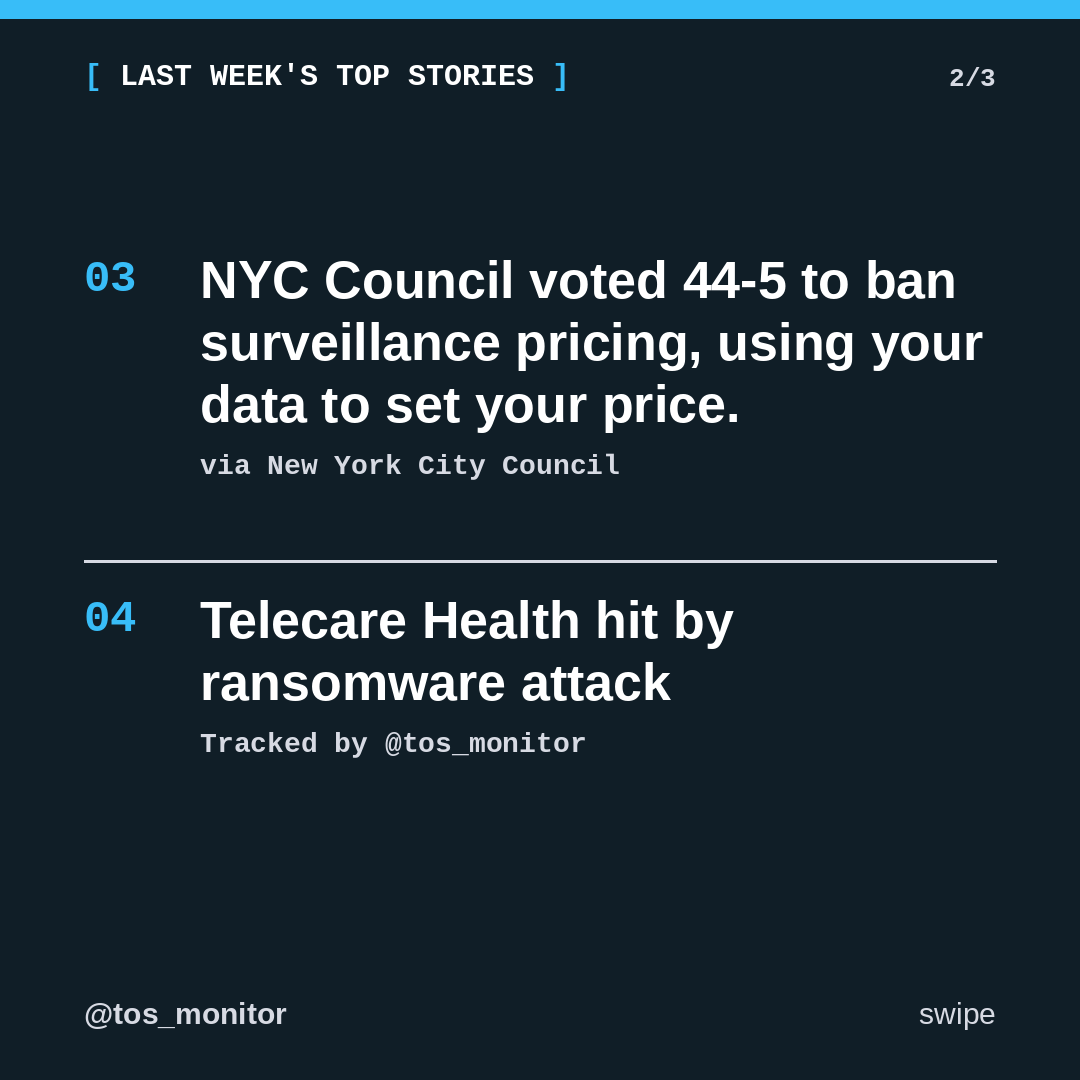 [ LAST WEEK'S TOP STORIES ]
2/3
03
NYC Council voted 44-5 to ban
surveillance pricing, using your
data to set your price.
via New York City Council
04
Telecare Health hit by
ransomware attack
Tracked by @tos_monitor
@tos_monitor
swipe